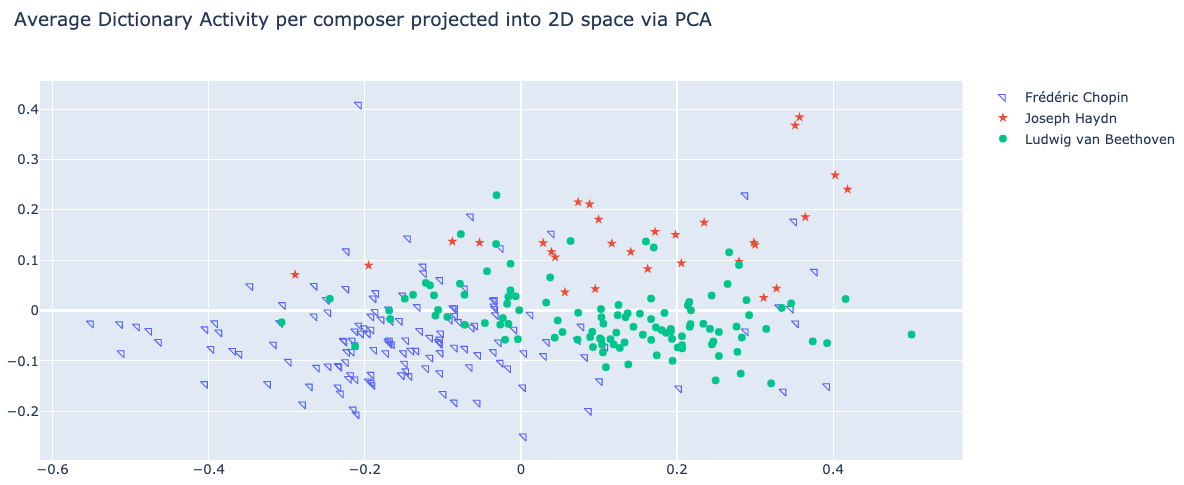 Average Dictionary Activity per composer projected into 2D space via PCA
Frédéric Chopin
Joseph Haydn
Ludwig van Beethoven
0.4
0.3
0.2
0.1
0
−0.1
−0.2
−0.6 −0.4 −0.2 0 0.2 0.4